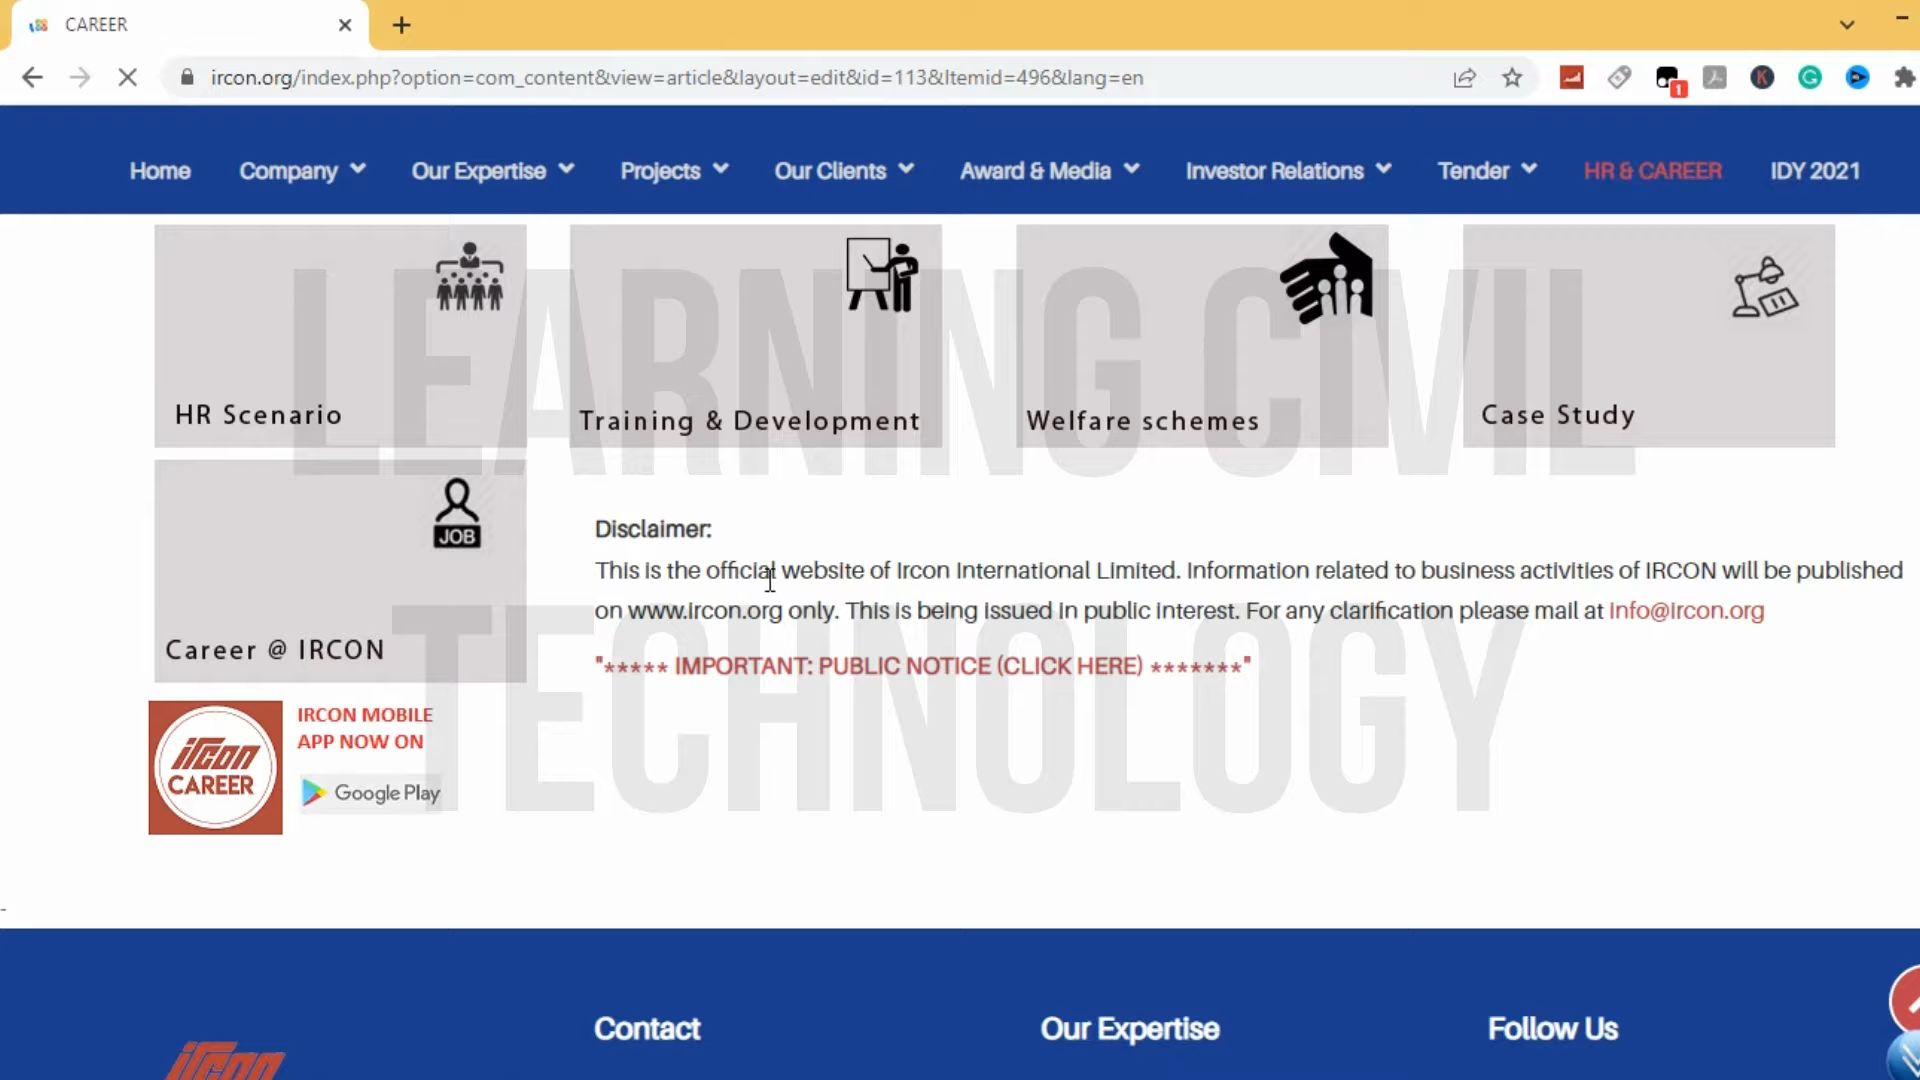 CAREER
ircon.org/index.php?option=com_content&view=article&layout=edit&id=113&Itemid=496&lang=en
1
K
G
Home
Company
Our Expertise
Projects
Our Clients
Award & Media
Investor Relations
Tender
HR & CAREER
IDY 2021
HR Scenario
Training & Development
Welfare schemes
Case Study
LEARNING CIVIL
TECHNOLOGY
JOB
Career @ IRCON
Disclaimer:
This is the official website of Ircon International Limited. Information related to business activities of IRCON will be published
on www.ircon.org only. This is being issued in public interest. For any clarification please mail at info@ircon.org
"***** IMPORTANT: PUBLIC NOTICE (CLICK HERE) *******"
ircon
CAREER
IRCON MOBILE
APP NOW ON
Google Play
-
ircon
Contact
Our Expertise
Follow Us